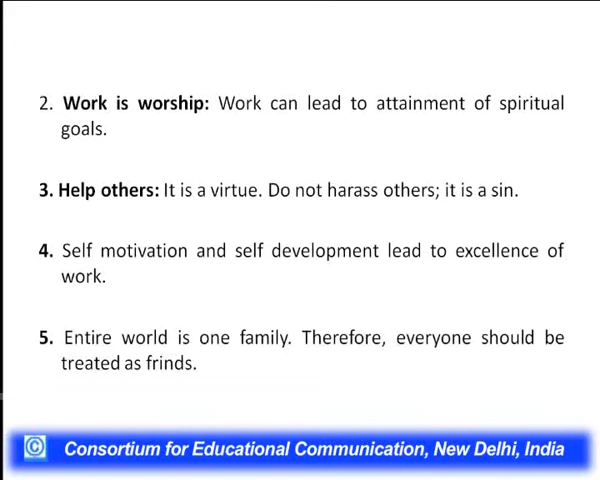 2. Work is worship: Work can lead to attainment of spiritual
goals.
3. Help others: It is a virtue. Do not harass others; it is a sin.
4. Self motivation and self development lead to excellence of
work.
5. Entire world is one family. Therefore, everyone should be
treated as frinds.
© Consortium for Educational Communication, New Delhi, India